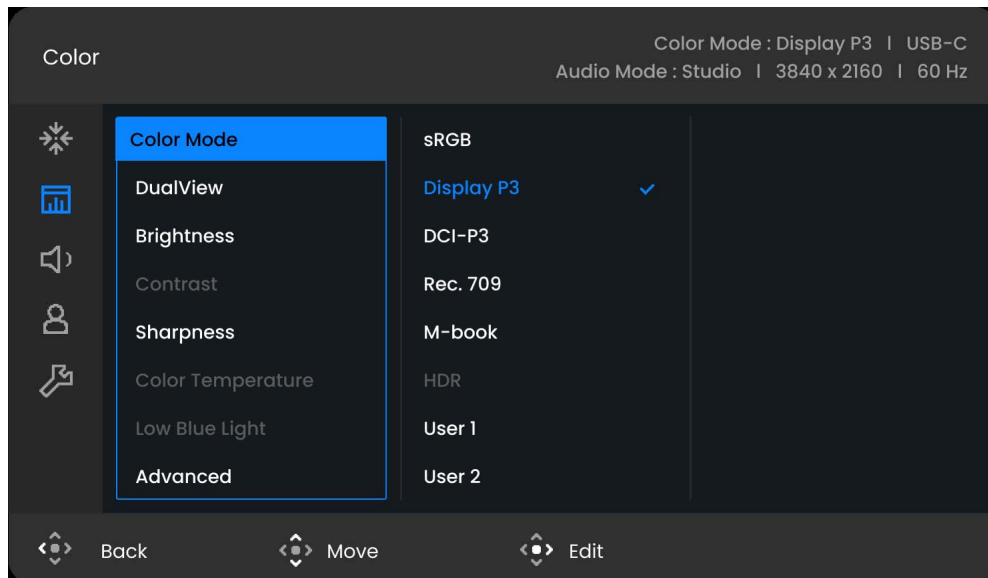 Color
Color Mode : Display P3 I USB-C
Audio Mode : Studio I 3840 x 2160 I 60 Hz
Color Mode
DualView
Brightness
Contrast
Sharpness
Color Temperature
Low Blue Light
Advanced
sRGB
Display P3
DCI-P3
Rec. 709
M-book
HDR
User 1
User 2
Back
Move
Edit